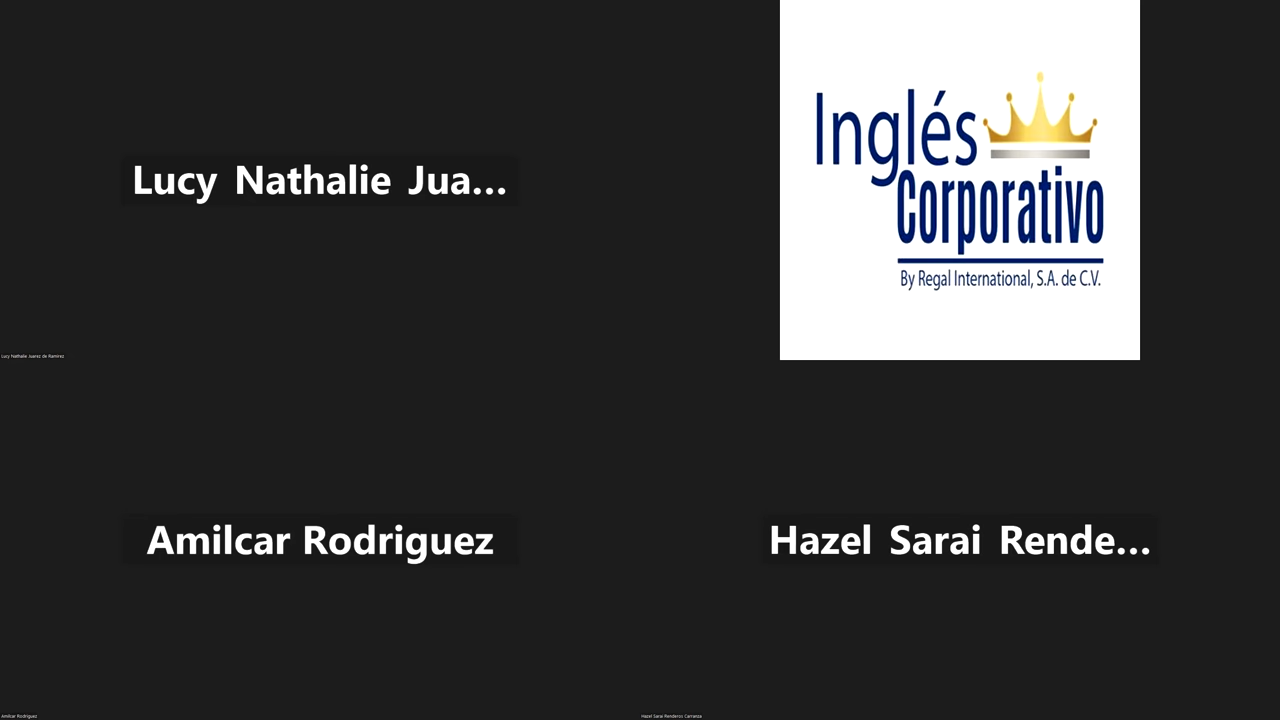 Lucy Nathalie Jua...
Inglés
Corporativo
By Regal International, S.A. de C.V.
Lucy Nathalie Juarez de Ramirez
Amilcar Rodriguez
Hazel Sarai Rende...
Amilcar Rodriguez
Hazel Sarai Renderos Carranza